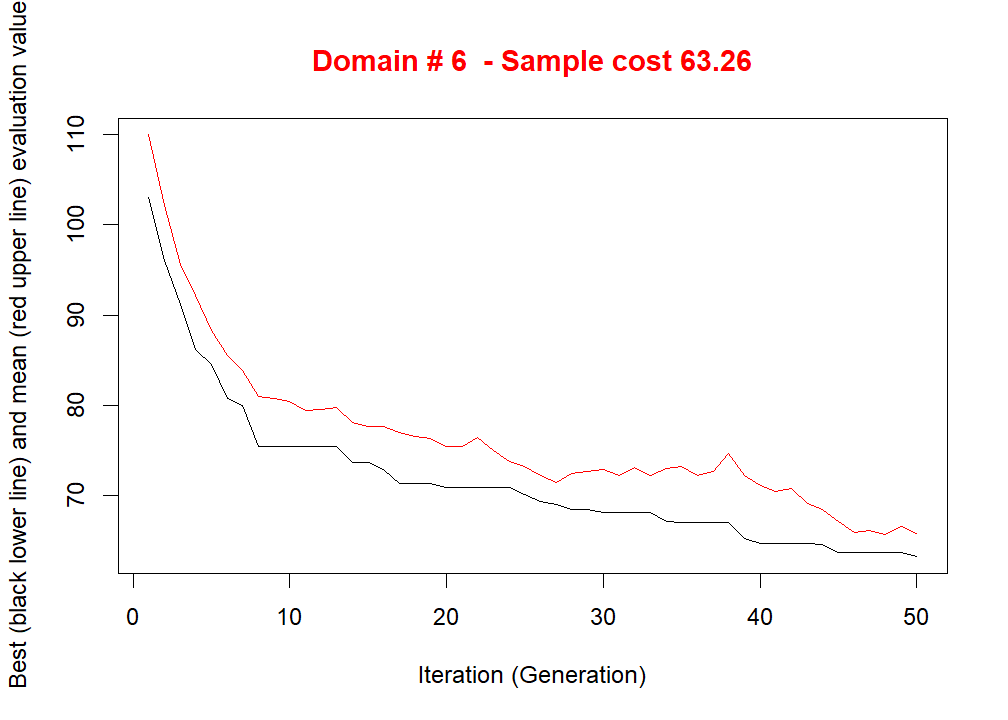 Domain # 6  - Sample cost 63.26
Best (black lower line) and mean (red upper line) evaluation value
110
100
90
80
70
0 10 20 30 40 50
Iteration (Generation)